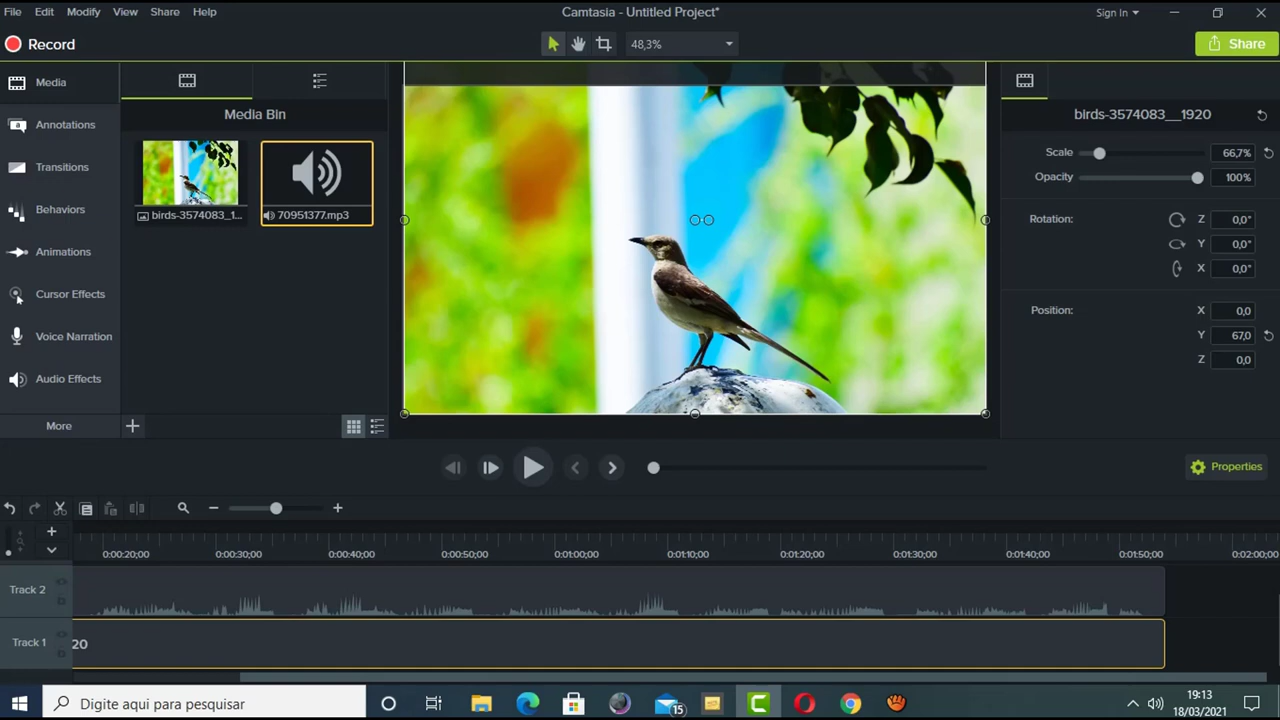 File Edit Modify View Share Help
Camtasia - Untitled Project*
Sign In
Record
48,3%
Share
Media
Annotations
Transitions
Behaviors
Animations
Cursor Effects
Voice Narration
Audio Effects
More
Media Bin
birds-3574083_1...
70951377.mp3
birds-3574083__1920
Scale 66,7%
Opacity 100%
Rotation: Z 0,0°
Y 0,0°
X 0,0°
Position: X 0,0
Y 67,0
Z 0,0
Properties
0:00:20;00 0:00:30;00 0:00:40;00 0:00:50;00 0:01:00;00 0:01:10;00 0:01:20;00 0:01:30;00 0:01:40;00 0:01:50;00 0:02:00;00
Track 2
Track 1
20
Digite aqui para pesquisar
15
19:13
18/03/2021